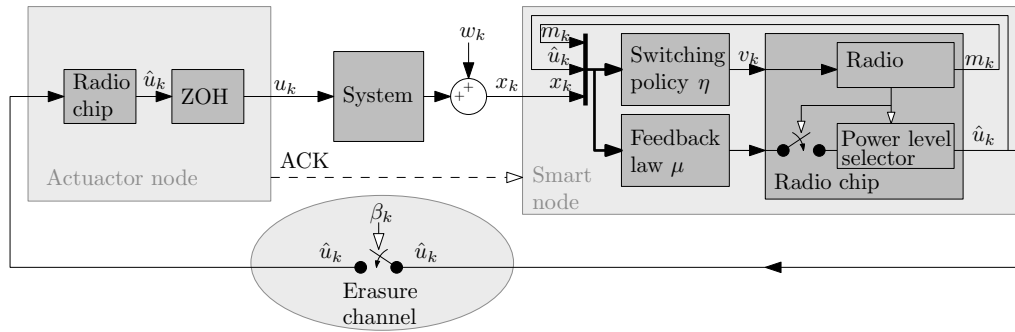 w_k
m_k
û_k
x_k
Switching
policy η
v_k
Radio
m_k
Radio
chip
û_k
ZOH
u_k
System
+
+
x_k
Feedback
law μ
Power level
selector
û_k
Radio chip
Actuactor node
ACK
Smart
node
β_k
û_k
û_k
Erasure
channel